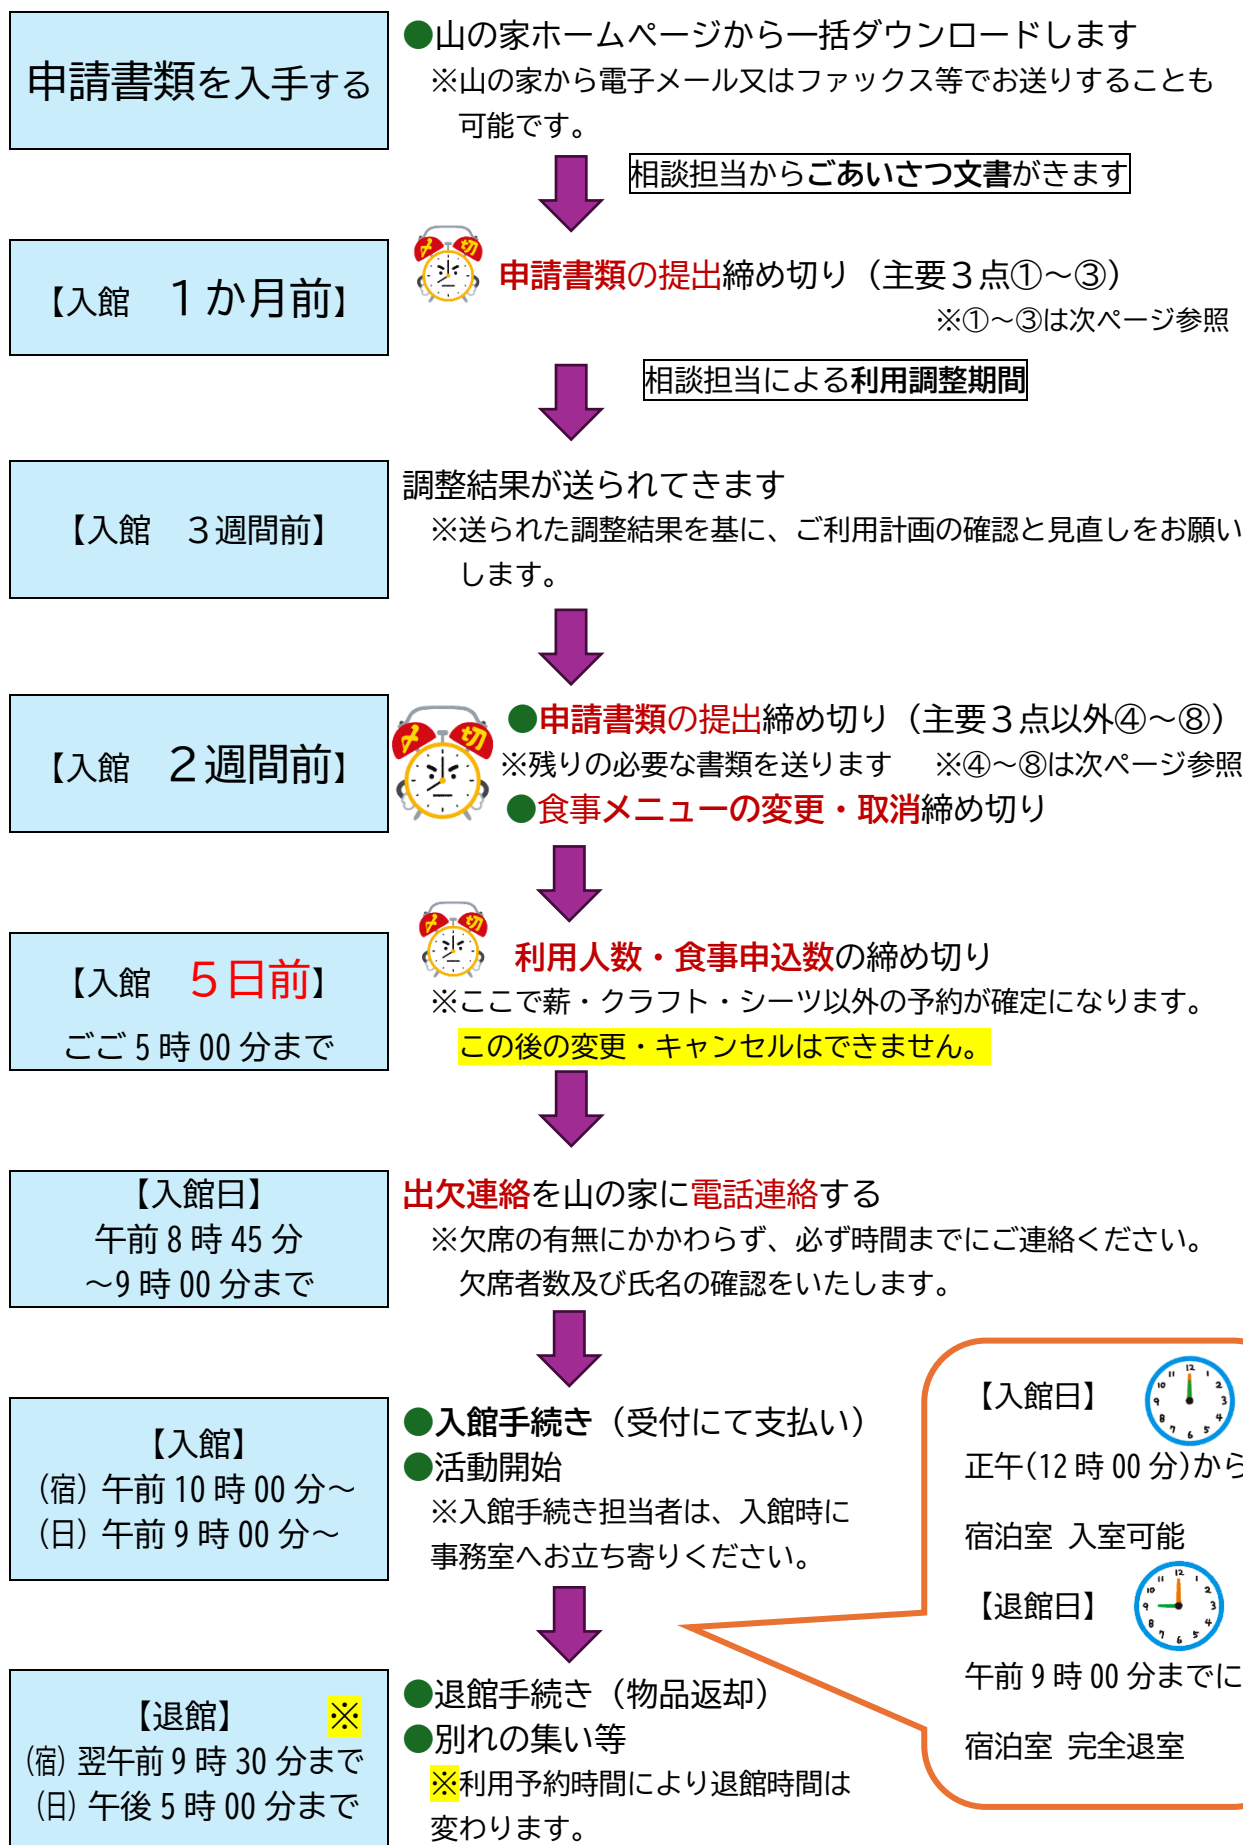 申請書類を入手する
●山の家ホームページから一括ダウンロードします
※山の家から電子メール又はファックス等でお送りすることも
可能です。
相談担当からごあいさつ文書がきます
【入館　１か月前】
〆切
申請書類の提出締め切り（主要３点①～③）
※①～③は次ページ参照
相談担当による利用調整期間
【入館　３週間前】
調整結果が送られてきます
※送られた調整結果を基に、ご利用計画の確認と見直しをお願い
します。
【入館　２週間前】
〆切
●申請書類の提出締め切り（主要３点以外④～⑧）
※残りの必要な書類を送ります　※④～⑧は次ページ参照
●食事メニューの変更・取消締め切り
【入館　５日前】
ごご 5 時 00 分まで
〆切
利用人数・食事申込数の締め切り
※ここで薪・クラフト・シーツ以外の予約が確定になります。
この後の変更・キャンセルはできません。
【入館日】
午前 8 時 45 分
～9 時 00 分まで
出欠連絡を山の家に電話連絡する
※欠席の有無にかかわらず、必ず時間までにご連絡ください。
欠席者数及び氏名の確認をいたします。
【入館】
（宿）午前 10 時 00 分～
（日）午前 9 時 00 分～
●入館手続き（受付にて支払い）
●活動開始
※入館手続き担当者は、入館時に
事務室へお立ち寄りください。
【入館日】
正午(12 時 00 分)から
宿泊室 入室可能
【退館日】
午前 9 時 00 分までに
宿泊室 完全退室
【退館】　※
（宿）翌午前 9 時 30 分まで
（日）午後 5 時 00 分まで
●退館手続き（物品返却）
●別れの集い等
※利用予約時間により退館時間は
変わります。